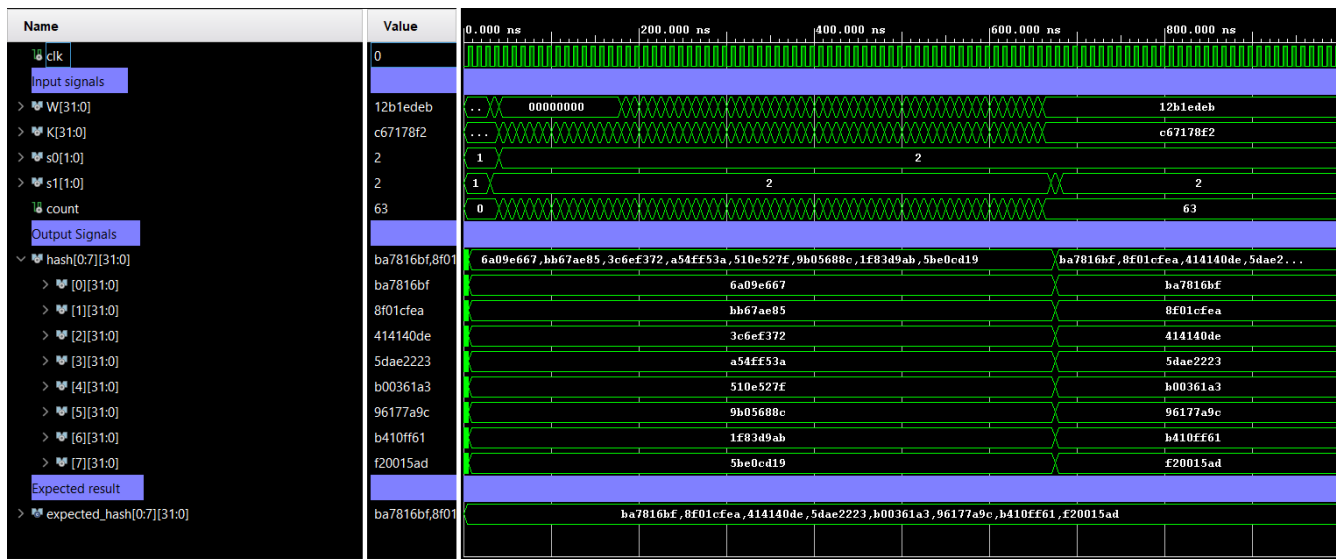 Name Value 0.000 ns 200.000 ns 400.000 ns 600.000 ns 800.000 ns
clk 0
Input signals
W[31:0] 12b1edeb .. 00000000 12b1edeb
K[31:0] c67178f2 ... c67178f2
s0[1:0] 2 1 2
s1[1:0] 2 1 2 2
count 63 0 63
Output Signals
hash[0:7][31:0] ba7816bf,8f01 6a09e667,bb67ae85,3c6ef372,a54ff53a,510e527f,9b05688c,1f83d9ab,5be0cd19 ba7816bf,8f01cfea,414140de,5dae2...
[0][31:0] ba7816bf 6a09e667 ba7816bf
[1][31:0] 8f01cfea bb67ae85 8f01cfea
[2][31:0] 414140de 3c6ef372 414140de
[3][31:0] 5dae2223 a54ff53a 5dae2223
[4][31:0] b00361a3 510e527f b00361a3
[5][31:0] 96177a9c 9b05688c 96177a9c
[6][31:0] b410ff61 1f83d9ab b410ff61
[7][31:0] f20015ad 5be0cd19 f20015ad
Expected result
expected_hash[0:7][31:0] ba7816bf,8f01 ba7816bf,8f01cfea,414140de,5dae2223,b00361a3,96177a9c,b410ff61,f20015ad